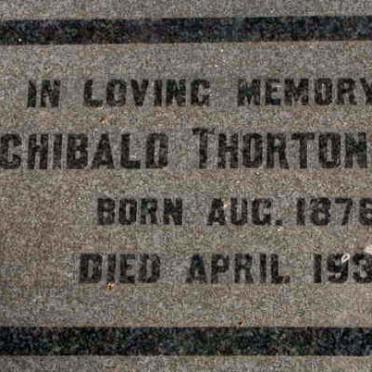 IN LOVING MEMORY
CHIBALD THORTON
BORN AUG. 1876
DIED APRIL 193